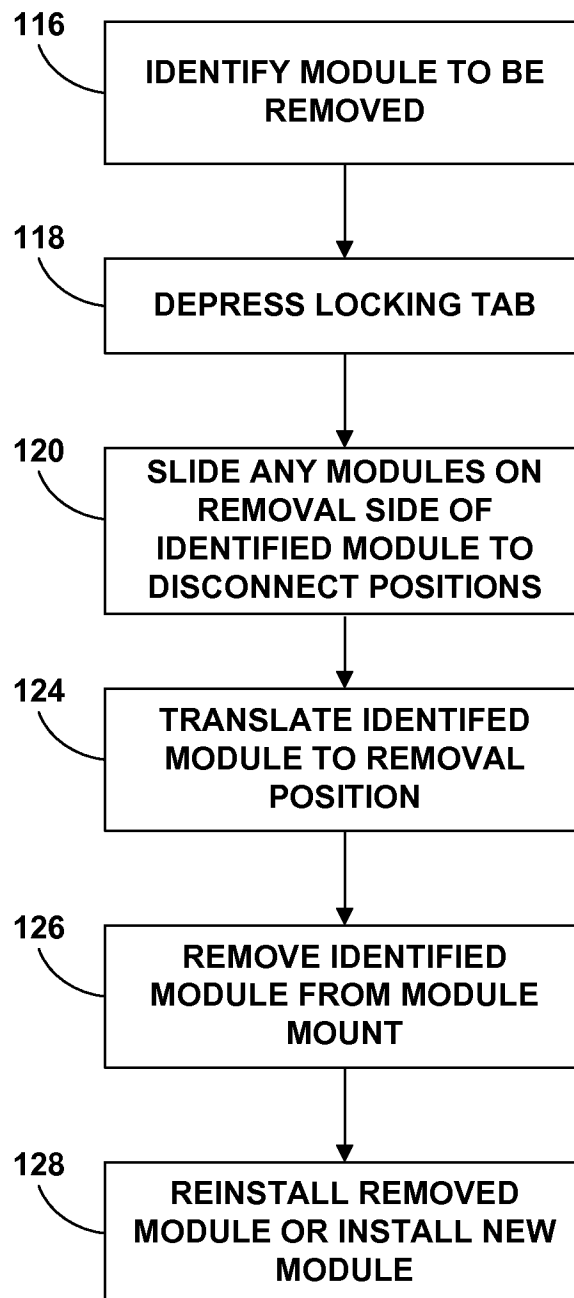 116
IDENTIFY MODULE TO BE
REMOVED
118
DEPRESS LOCKING TAB
120
SLIDE ANY MODULES ON
REMOVAL SIDE OF
IDENTIFIED MODULE TO
DISCONNECT POSITIONS
124
TRANSLATE IDENTIFED
MODULE TO REMOVAL
POSITION
126
REMOVE IDENTIFIED
MODULE FROM MODULE
MOUNT
128
REINSTALL REMOVED
MODULE OR INSTALL NEW
MODULE